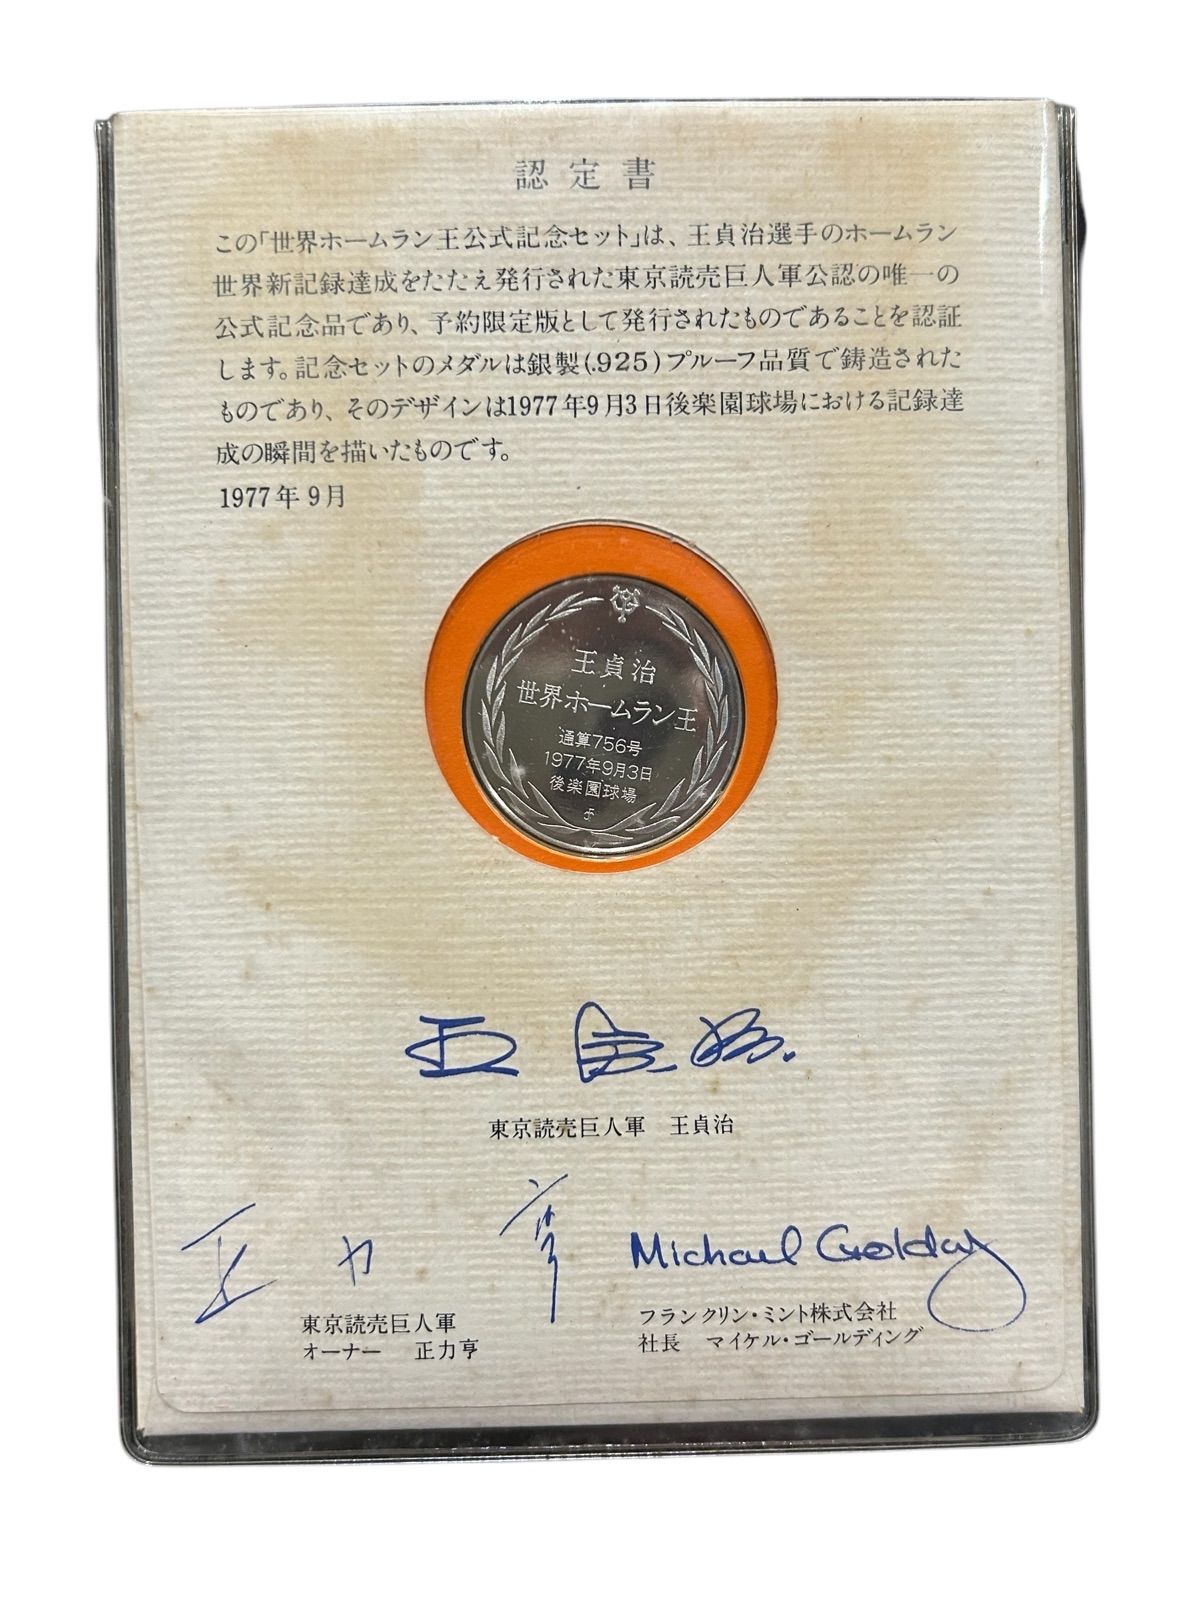 認定書
この「世界ホームラン王公式記念セット」は、王貞治選手のホームラン
世界新記録達成をたたえ発行された東京読売巨人軍公認の唯一の
公式記念品であり、予約限定版として発行されたものであることを認証
します。記念セットのメダルは銀製(.925)プルーフ品質で鋳造された
ものであり、そのデザインは1977年9月3日後楽園球場における記録達
成の瞬間を描いたものです。
1977年9月
王貞治
世界ホームラン王
通算756号
1977年9月3日
後楽園球場
王貞治
東京読売巨人軍 王貞治
正力亨
東京読売巨人軍
オーナー 正力亨
Michael
フランクリン・ミント株式会社
社長 マイケル・ゴールディング